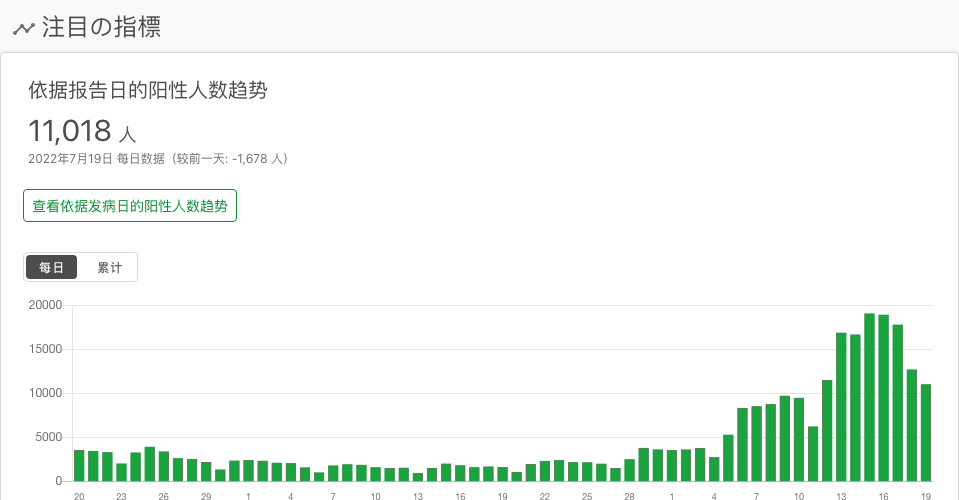 注目の指標
依据报告日的阳性人数趋势
11,018 人
2022年7月19日 每日数据（较前一天: -1,678 人）
查看依据发病日的阳性人数趋势
每日 累计
20000
15000
10000
5000
0
20 23 26 29 1 4 7 10 13 16 19 22 25 28 1 4 7 10 13 16 19